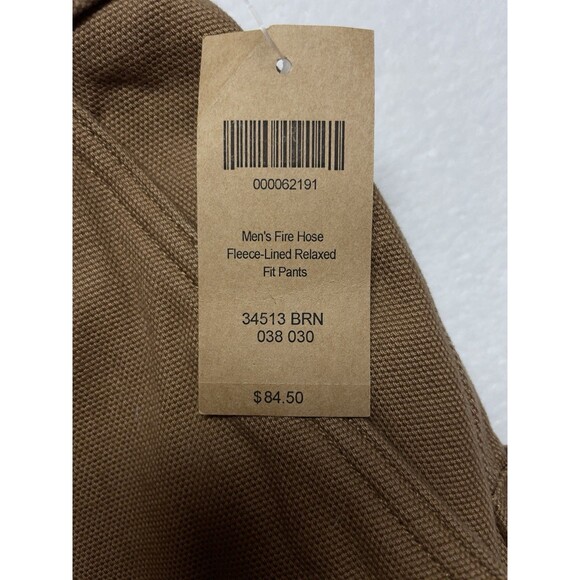 000062191
Men's Fire Hose
Fleece-Lined Relaxed
Fit Pants
34513 BRN
038 030
$84.50